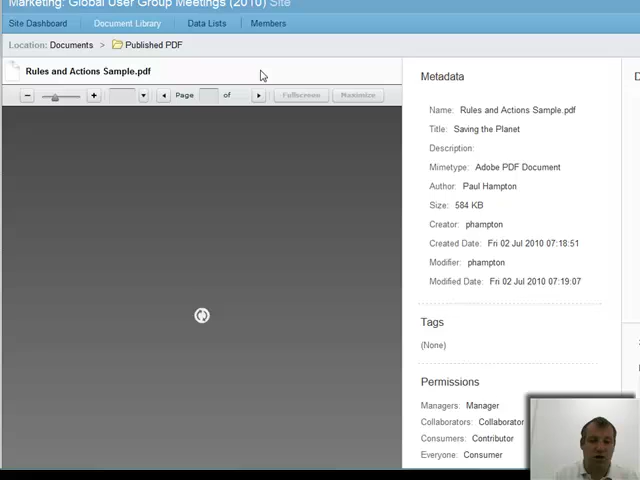 Marketing: Global User Group Meetings (2010) Site
Site Dashboard Document Library Data Lists Members
Location: Documents > Published PDF
Rules and Actions Sample.pdf
Page of Fullscreen Maximize
Metadata
Name: Rules and Actions Sample.pdf
Title: Saving the Planet
Description:
Mimetype: Adobe PDF Document
Author: Paul Hampton
Size: 584 KB
Creator: phampton
Created Date: Fri 02 Jul 2010 07:18:51
Modifier: phampton
Modified Date: Fri 02 Jul 2010 07:19:07
Tags
(None)
Permissions
Managers: Manager
Collaborators: Collaborator
Consumers: Contributor
Everyone: Consumer